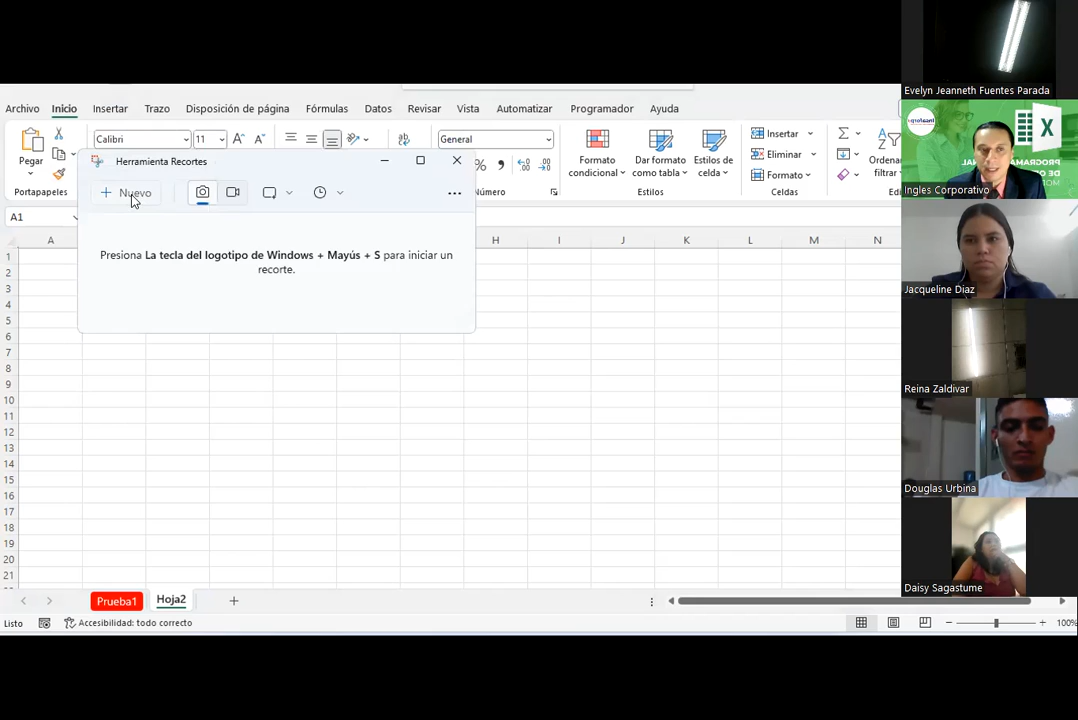 Evelyn Jeanneth Fuentes Parada
Archivo Inicio Insertar Trazo Disposición de página Fórmulas Datos Revisar Vista Automatizar Programador Ayuda
Pegar
Portapapeles
Calibri 11
General
%
Número
Formato condicional
Dar formato como tabla
Estilos de celda
Estilos
Insertar
Eliminar
Formato
Celdas
Ordenar
filtrar
Herramienta Recortes
Nuevo
Presiona La tecla del logotipo de Windows + Mayús + S para iniciar un
recorte.
A1
A H I J K L M N
1
2
3
4
5
6
7
8
9
10
11
12
13
14
15
16
17
18
19
20
21
Prueba1 Hoja2
Listo Accesibilidad: todo correcto 100%
Ingles Corporativo
Jacqueline Diaz
Reina Zaldivar
Douglas Urbina
Daisy Sagastume